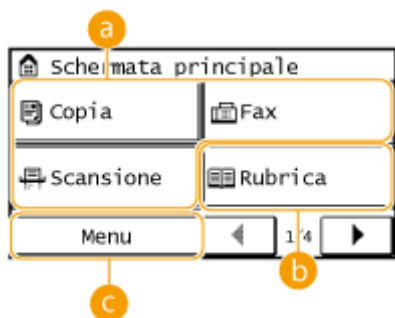 a
Schermata principale
Copia
Fax
Scansione
Rubrica
Menu
1/4
b
c